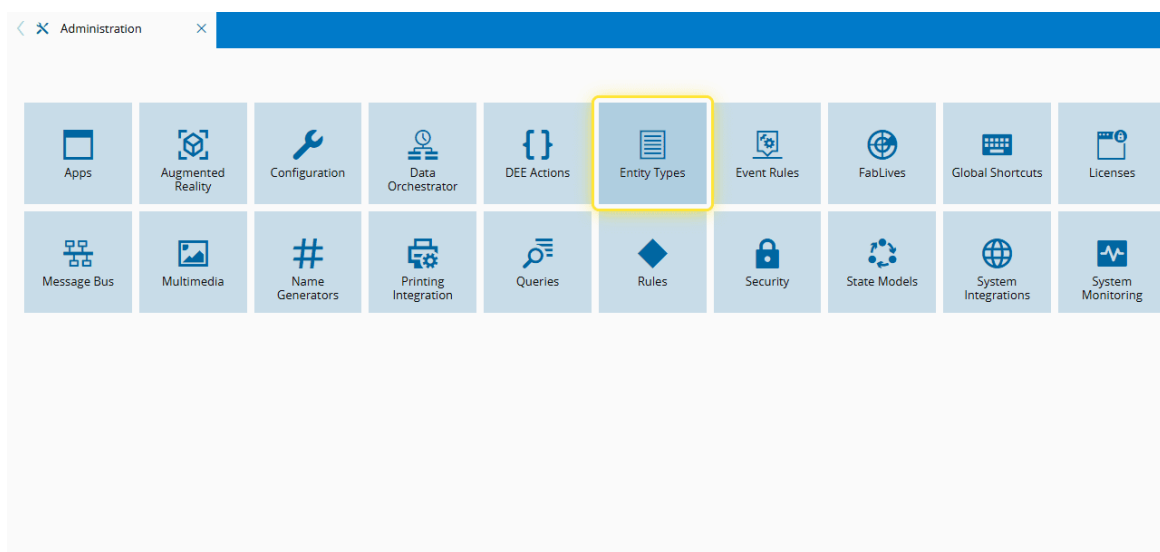 Administration
Apps
Augmented
Reality
Configuration
Data
Orchestrator
DEE Actions
Entity Types
Event Rules
FabLives
Global Shortcuts
Licenses
Message Bus
Multimedia
Name
Generators
Printing
Integration
Queries
Rules
Security
State Models
System
Integrations
System
Monitoring